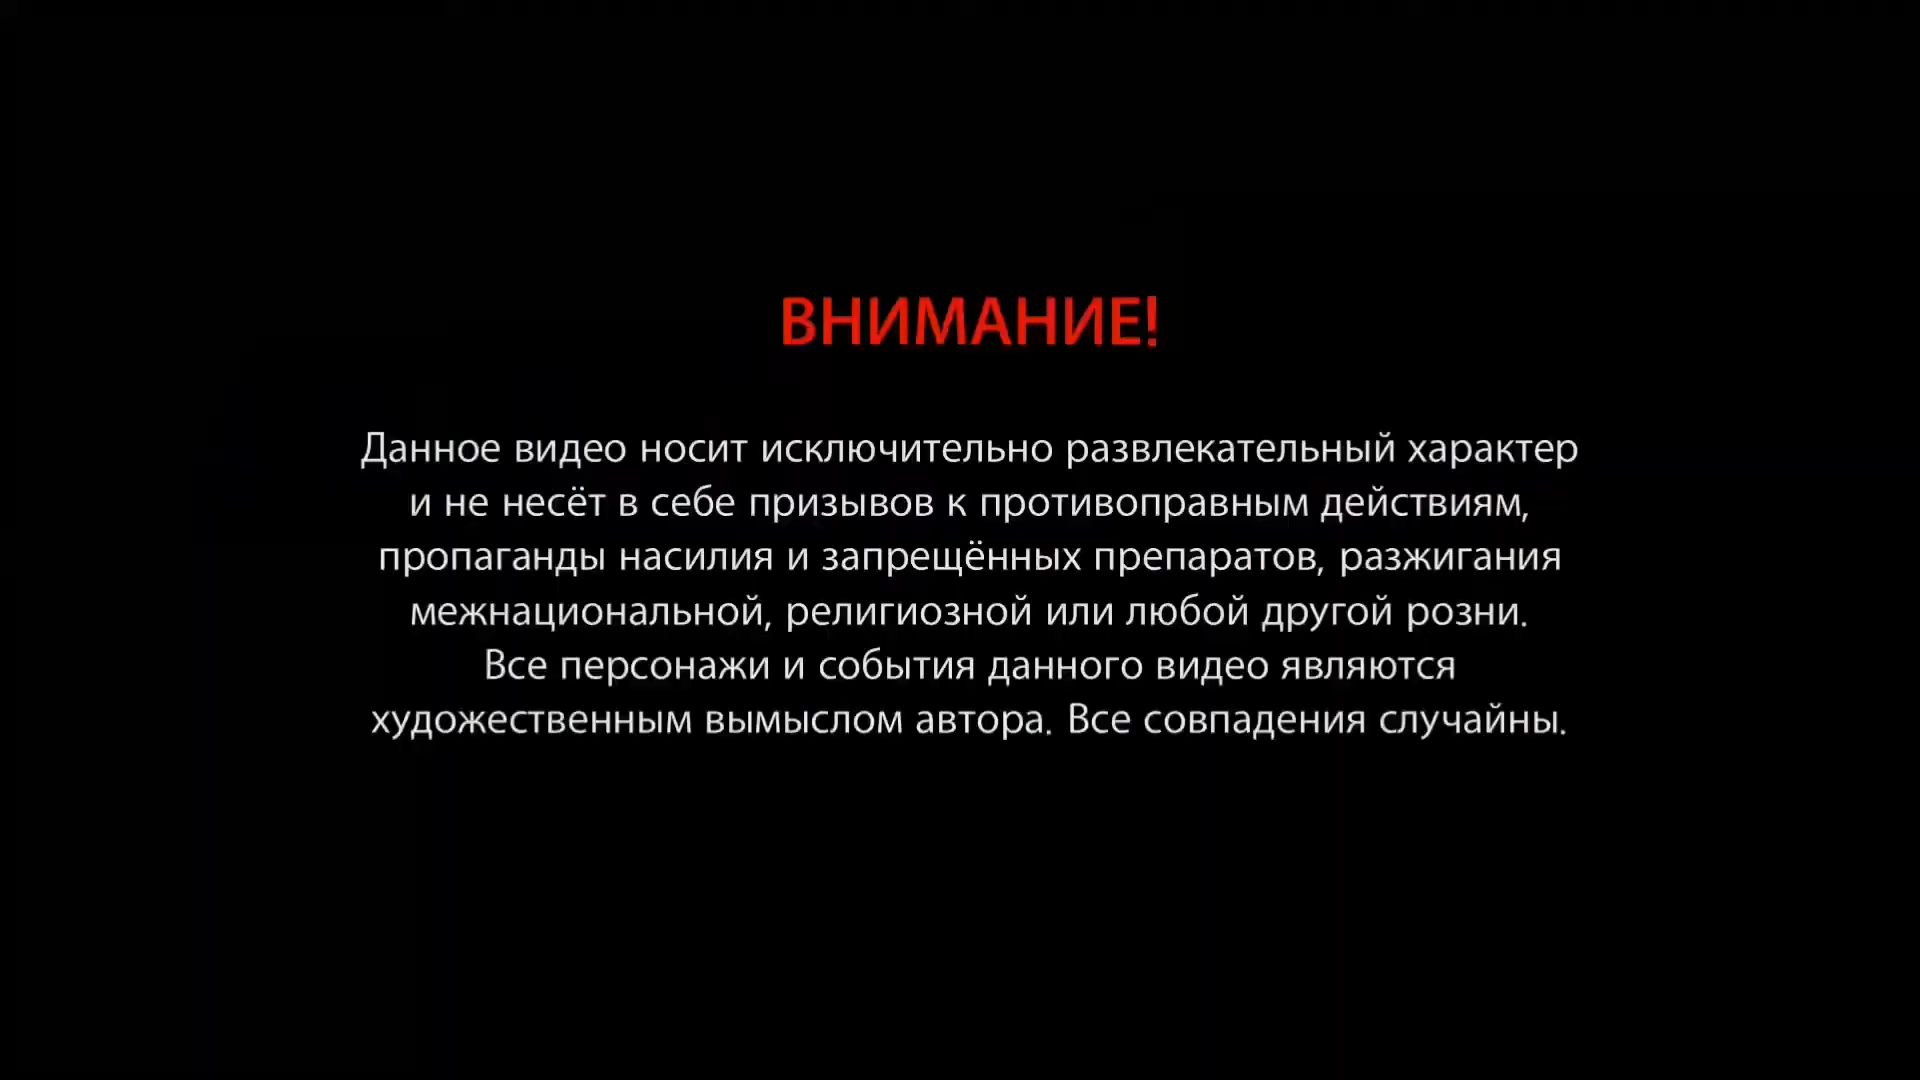 ВНИМАНИЕ!
Данное видео носит исключительно развлекательный характер
и не несёт в себе призывов к противоправным действиям,
пропаганды насилия и запрещённых препаратов, разжигания
межнациональной, религиозной или любой другой розни.
Все персонажи и события данного видео являются
художественным вымыслом автора. Все совпадения случайны.